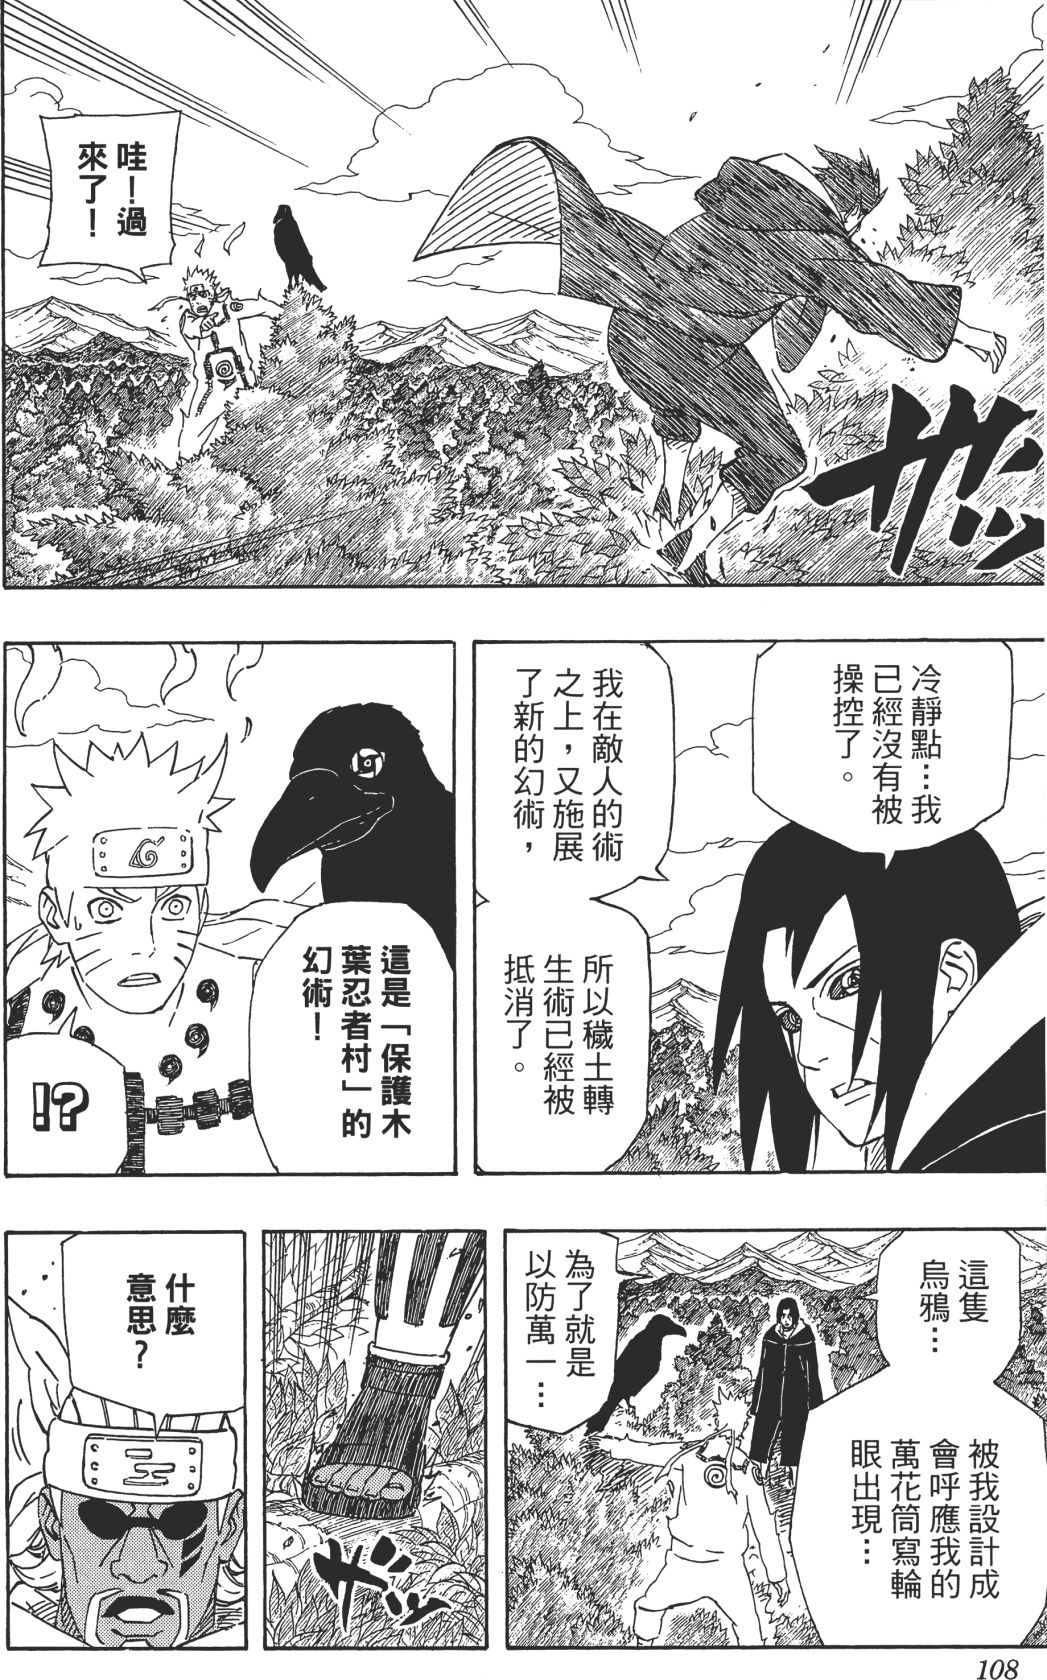 哇！過
來了！
ザッ
冷靜點…我
已經沒有被
操控了。
我在敵人的術
之上，又施展
了新的幻術，
所以穢土轉
生術已經被
抵消了。
這是「保護木
葉忍者村」的
幻術！
!?
這隻
烏鴉…
被我設計成
會呼應我的
萬花筒寫輪
眼出現…
為了就是
以防萬一…
ザッ
什麼
意思？
108